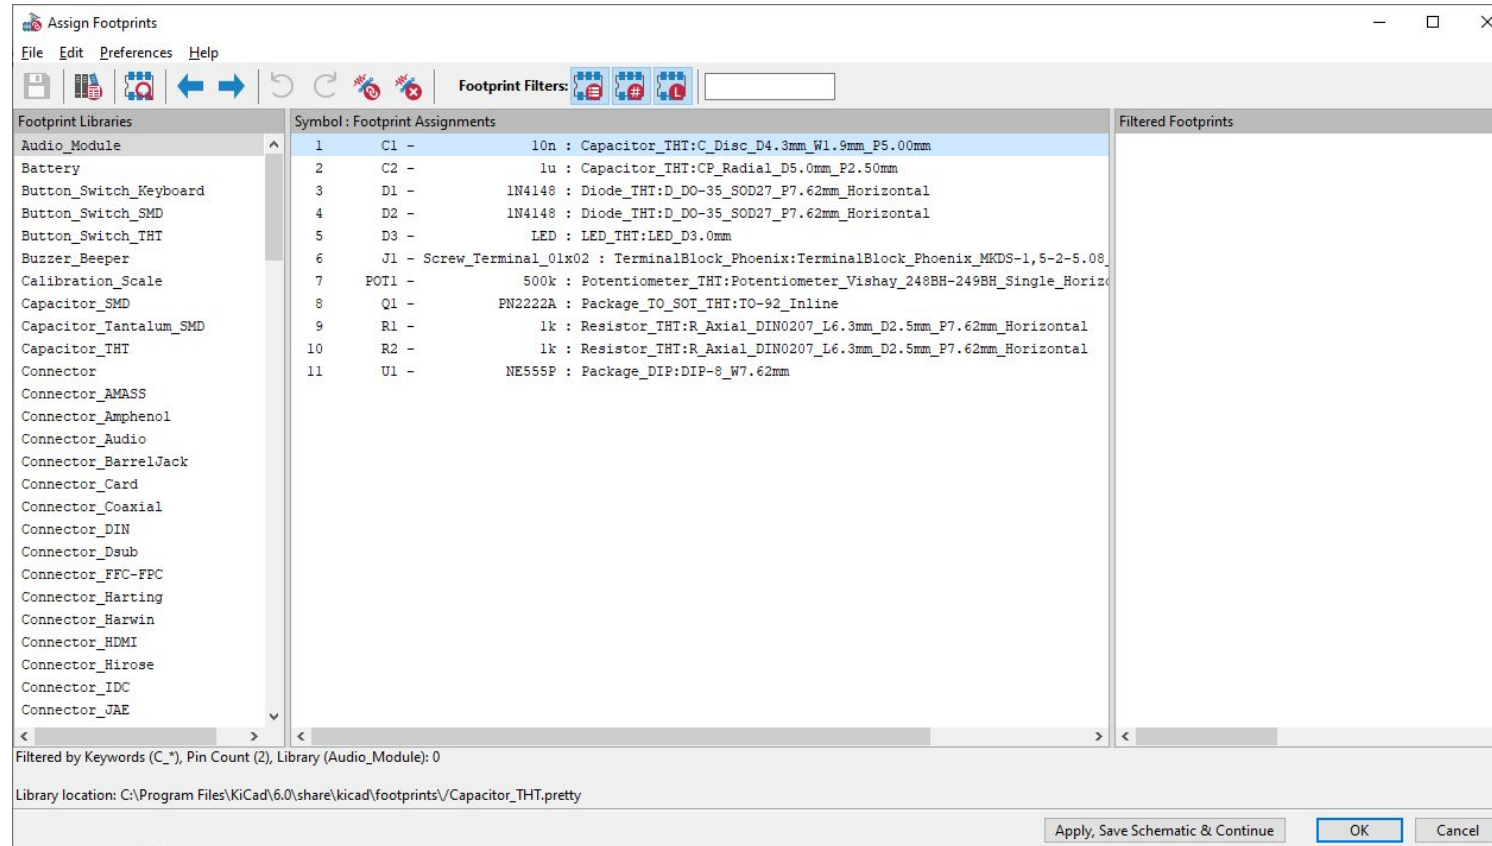 Assign Footprints
File Edit Preferences Help
Footprint Filters:
Footprint Libraries
Audio_Module
Battery
Button_Switch_Keyboard
Button_Switch_SMD
Button_Switch_THT
Buzzer_Beeper
Calibration_Scale
Capacitor_SMD
Capacitor_Tantalum_SMD
Capacitor_THT
Connector
Connector_AMASS
Connector_Amphenol
Connector_Audio
Connector_BarrelJack
Connector_Card
Connector_Coaxial
Connector_DIN
Connector_Dsub
Connector_FFC-FPC
Connector_Harting
Connector_Harwin
Connector_HDMI
Connector_Hirose
Connector_IDC
Connector_JAE
Symbol : Footprint Assignments
1 C1 - 10n : Capacitor_THT:C_Disc_D4.3mm_W1.9mm_P5.00mm
2 C2 - 1u : Capacitor_THT:CP_Radial_D5.0mm_P2.50mm
3 D1 - 1N4148 : Diode_THT:D_DO-35_SOD27_P7.62mm_Horizontal
4 D2 - 1N4148 : Diode_THT:D_DO-35_SOD27_P7.62mm_Horizontal
5 D3 - LED : LED_THT:LED_D3.0mm
6 J1 - Screw_Terminal_01x02 : TerminalBlock_Phoenix:TerminalBlock_Phoenix_MKDS-1,5-2-5.08_
7 POT1 - 500k : Potentiometer_THT:Potentiometer_Vishay_248BH-249BH_Single_Horizo
8 Q1 - PN2222A : Package_TO_SOT_THT:TO-92_Inline
9 R1 - 1k : Resistor_THT:R_Axial_DIN0207_L6.3mm_D2.5mm_P7.62mm_Horizontal
10 R2 - 1k : Resistor_THT:R_Axial_DIN0207_L6.3mm_D2.5mm_P7.62mm_Horizontal
11 U1 - NE555P : Package_DIP:DIP-8_W7.62mm
Filtered Footprints
Filtered by Keywords (C_*), Pin Count (2), Library (Audio_Module): 0
Library location: C:\Program Files\KiCad\6.0\share\kicad\footprints\/Capacitor_THT.pretty
Apply, Save Schematic & Continue OK Cancel